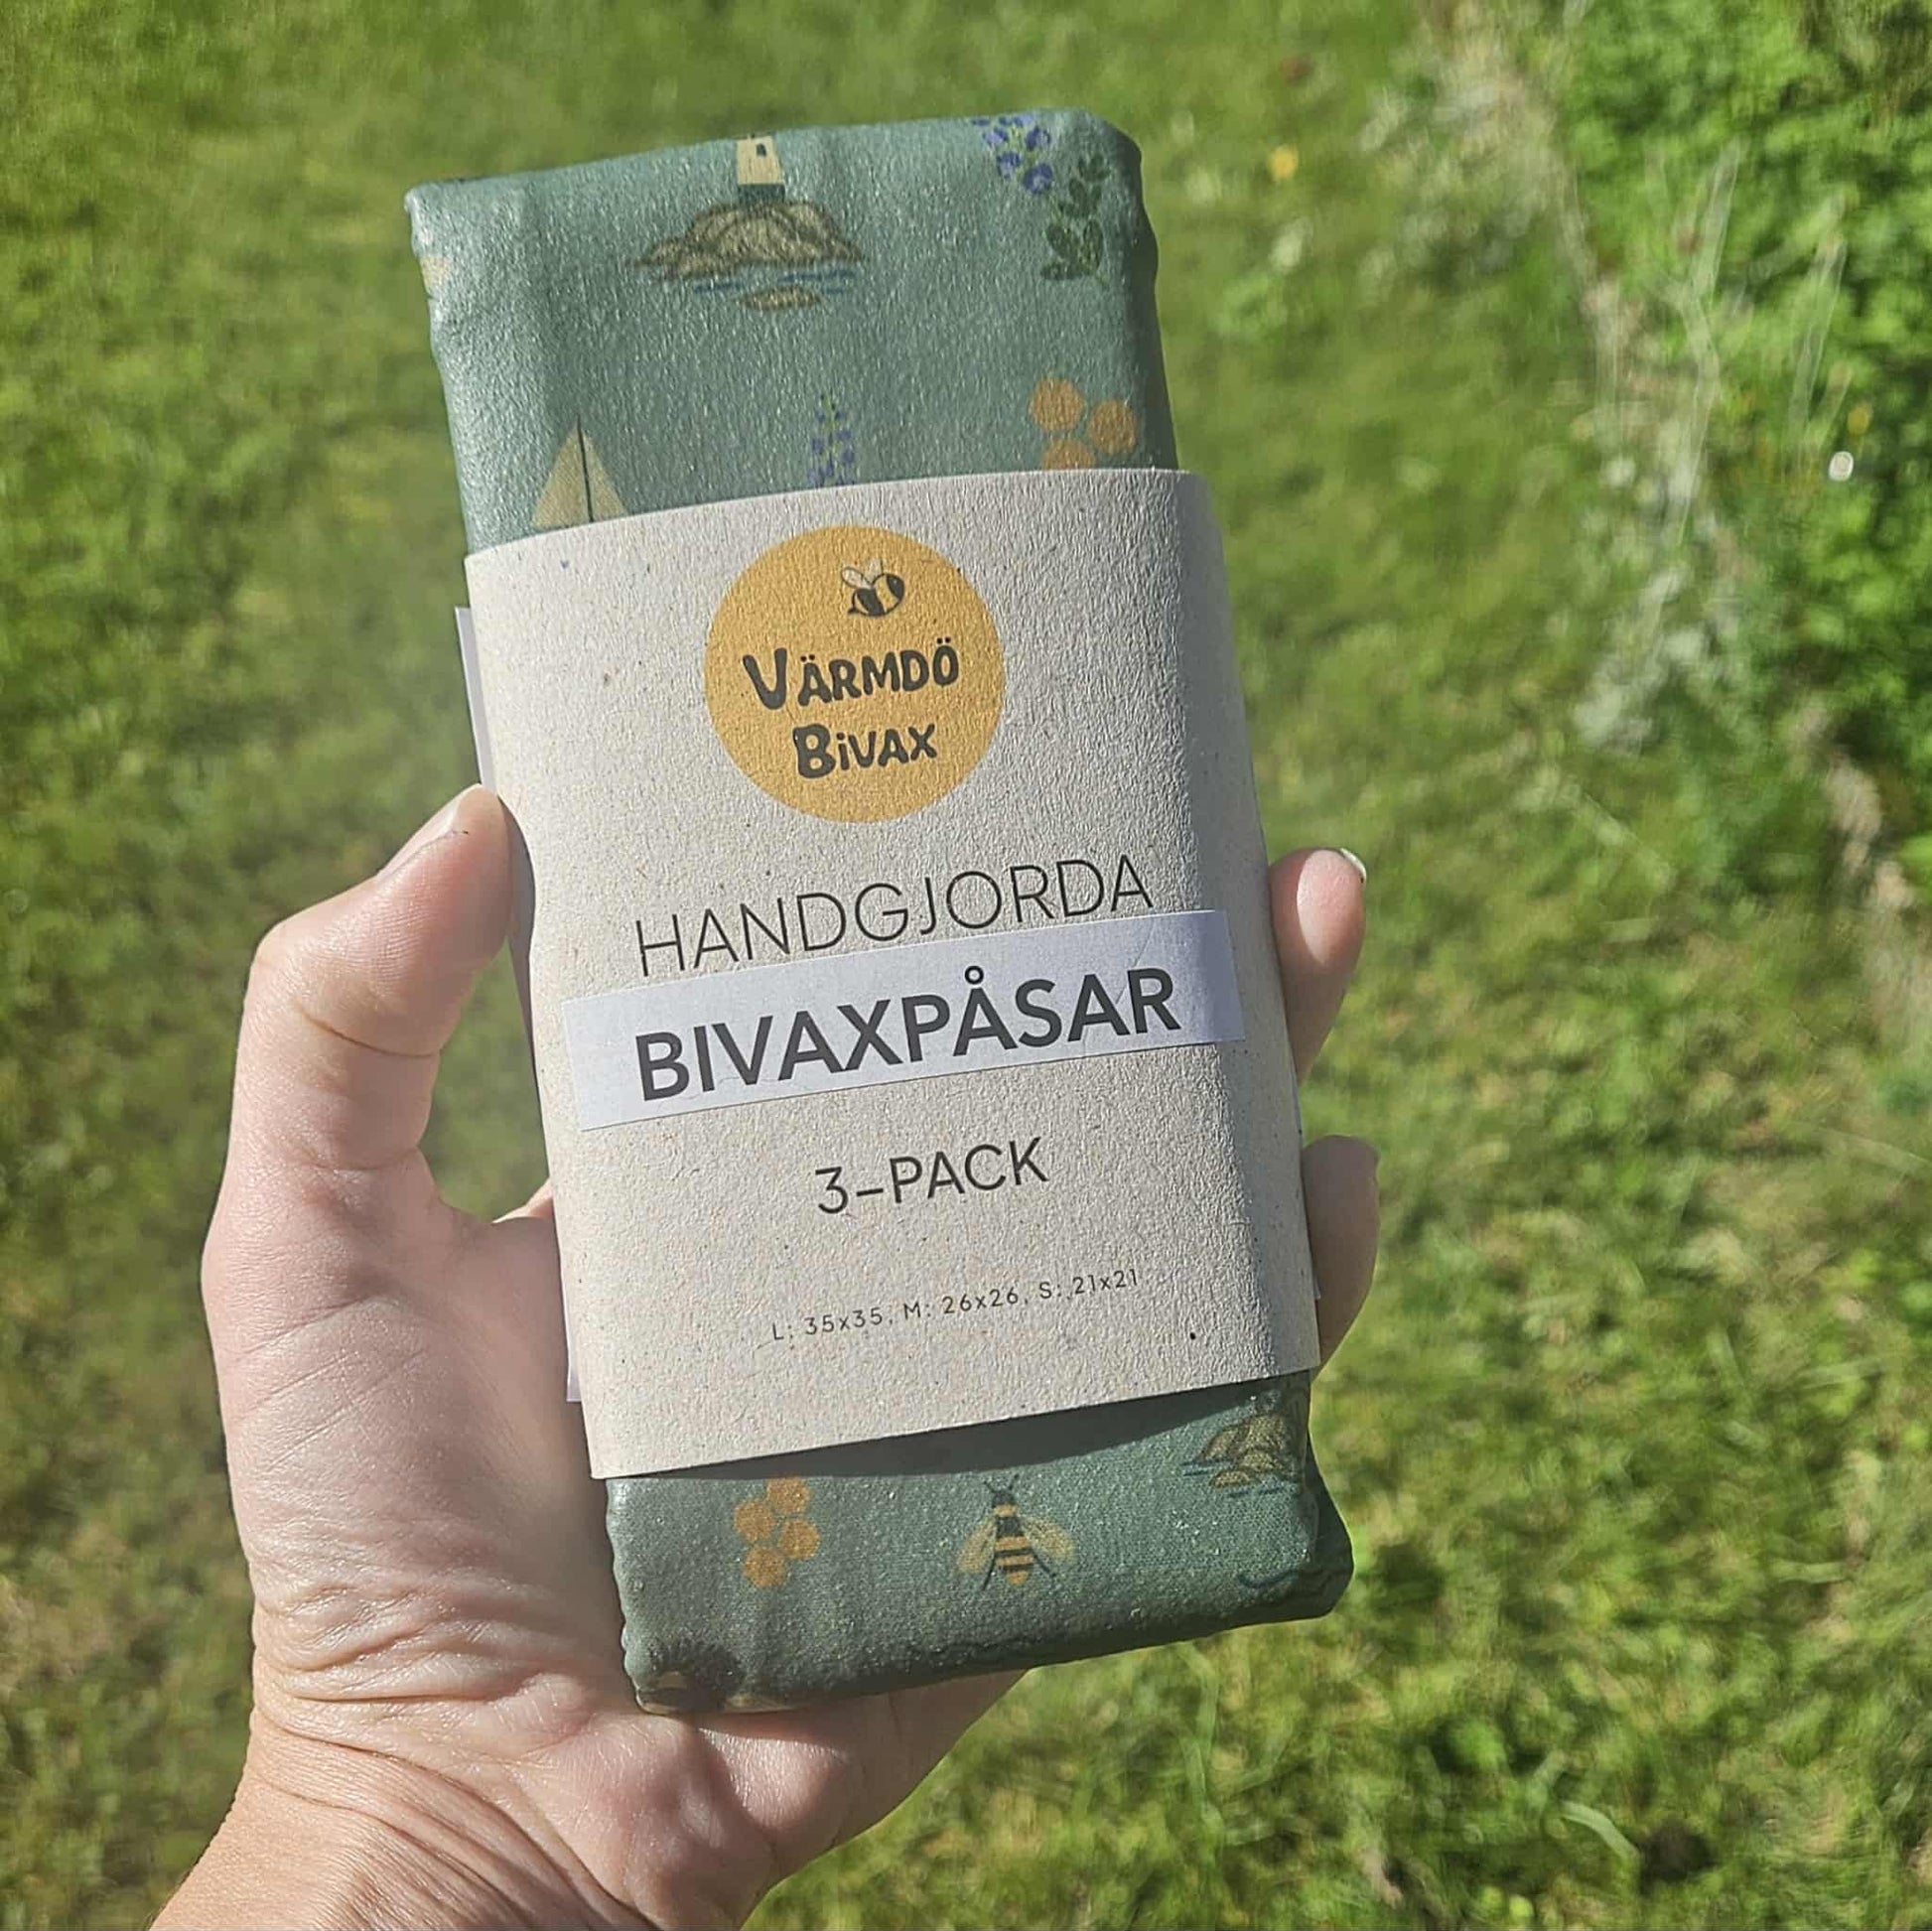 VÄRMDÖ
BiVAX
HANDGJORDA
BIVAXPÅSAR
3-PACK
L: 35x35, M: 26x26, S: 21x21